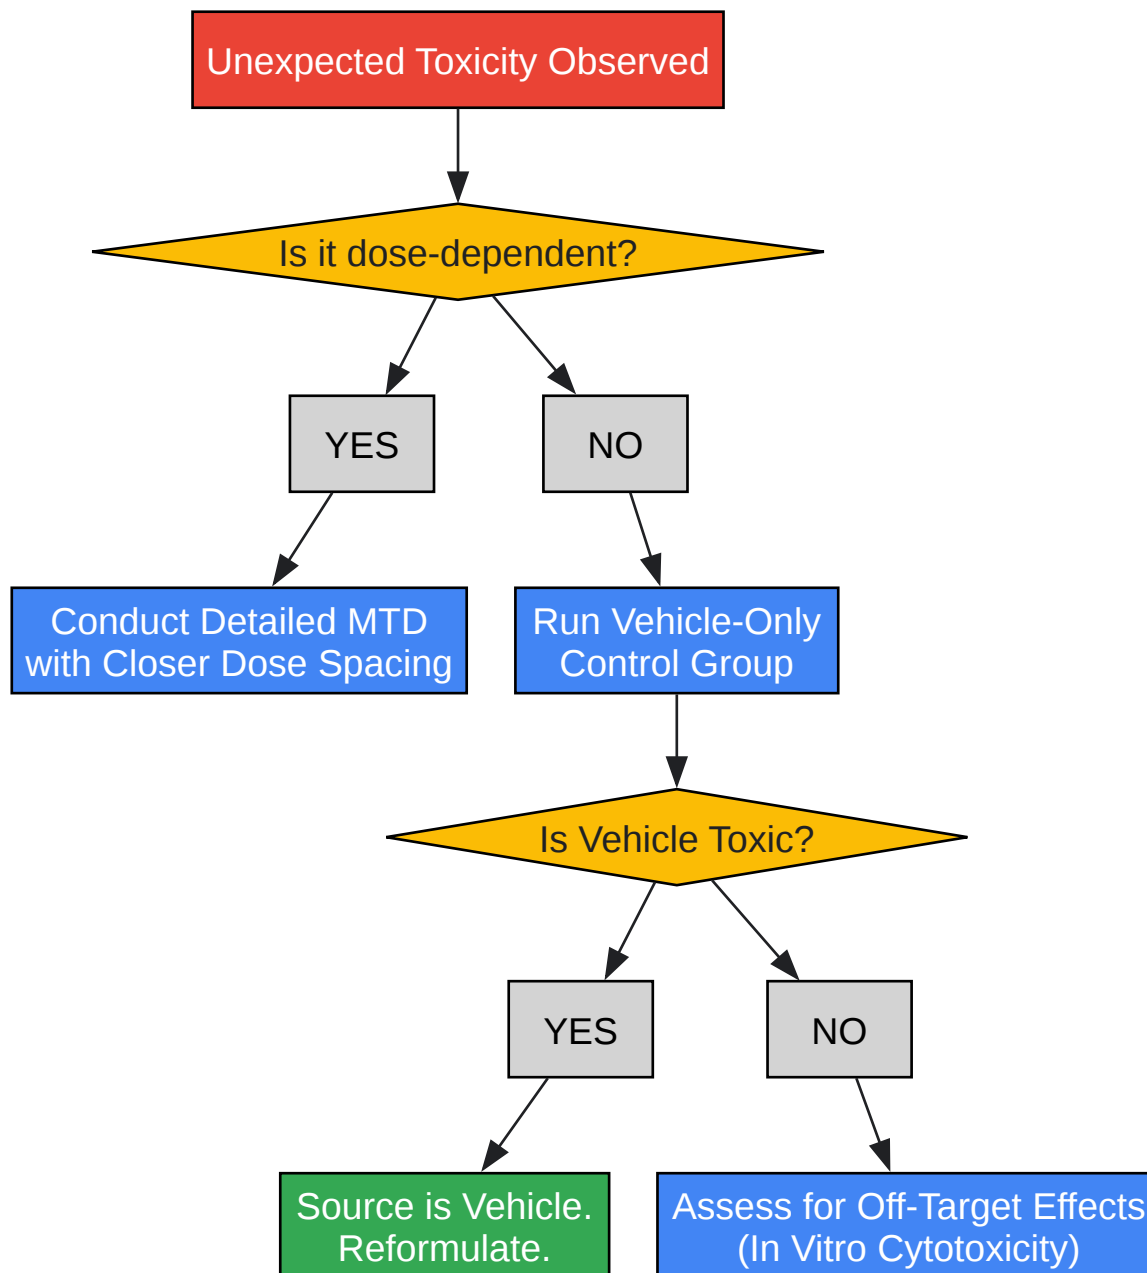 Unexpected Toxicity Observed
Is it dose-dependent?
YES
NO
Conduct Detailed MTD
with Closer Dose Spacing
Run Vehicle-Only
Control Group
Is Vehicle Toxic?
YES
NO
Source is Vehicle.
Reformulate.
Assess for Off-Target Effects
(In Vitro Cytotoxicity)